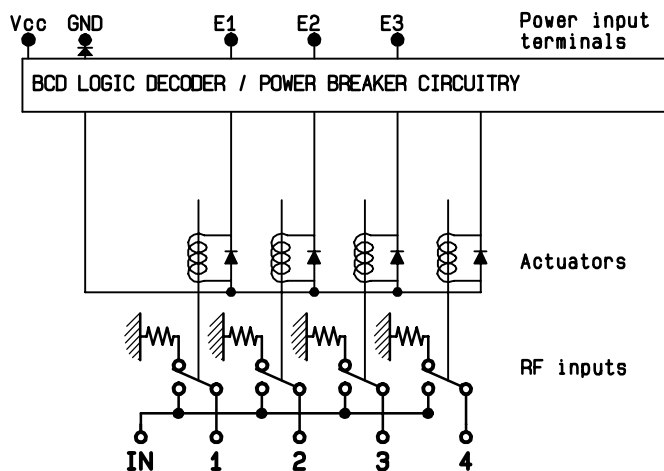 Vcc GND E1 E2 E3 Power input
terminals
BCD LOGIC DECODER / POWER BREAKER CIRCUITRY
Actuators
RF inputs
IN 1 2 3 4